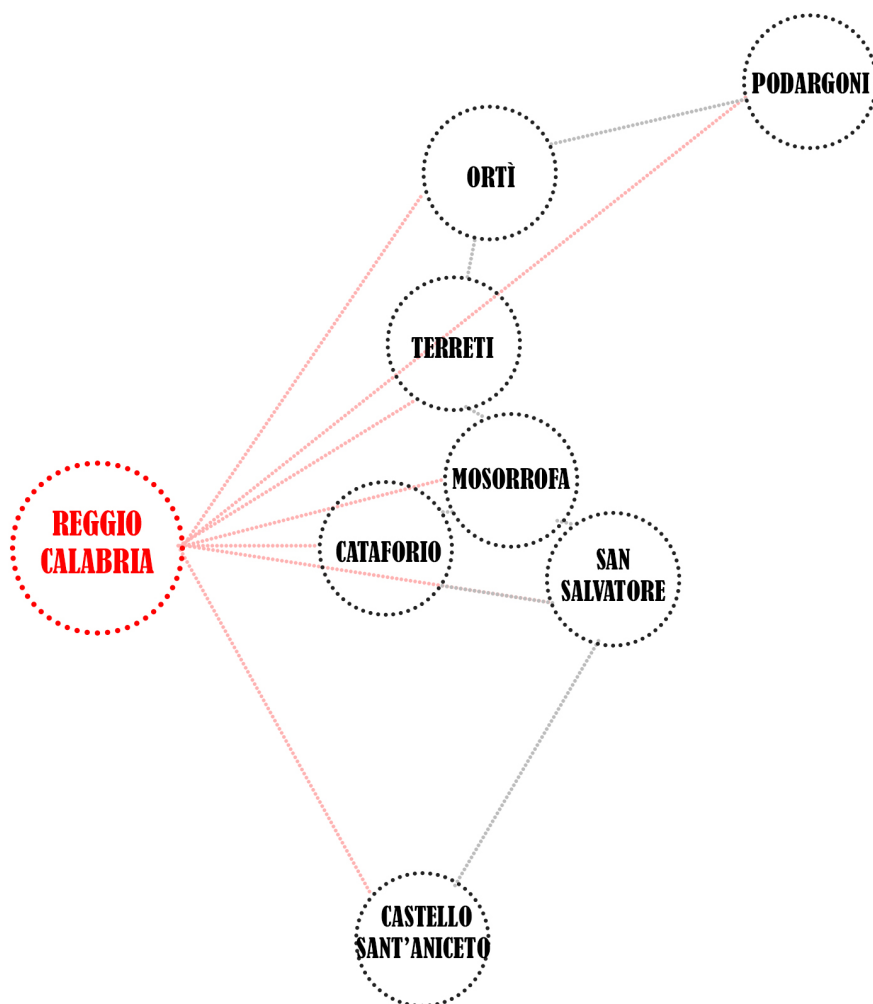 PODARGONI
ORTÌ
TERRETI
MOSORROFA
REGGIO
CALABRIA
CATAFORIO
SAN
SALVATORE
CASTELLO
SANT'ANICETO